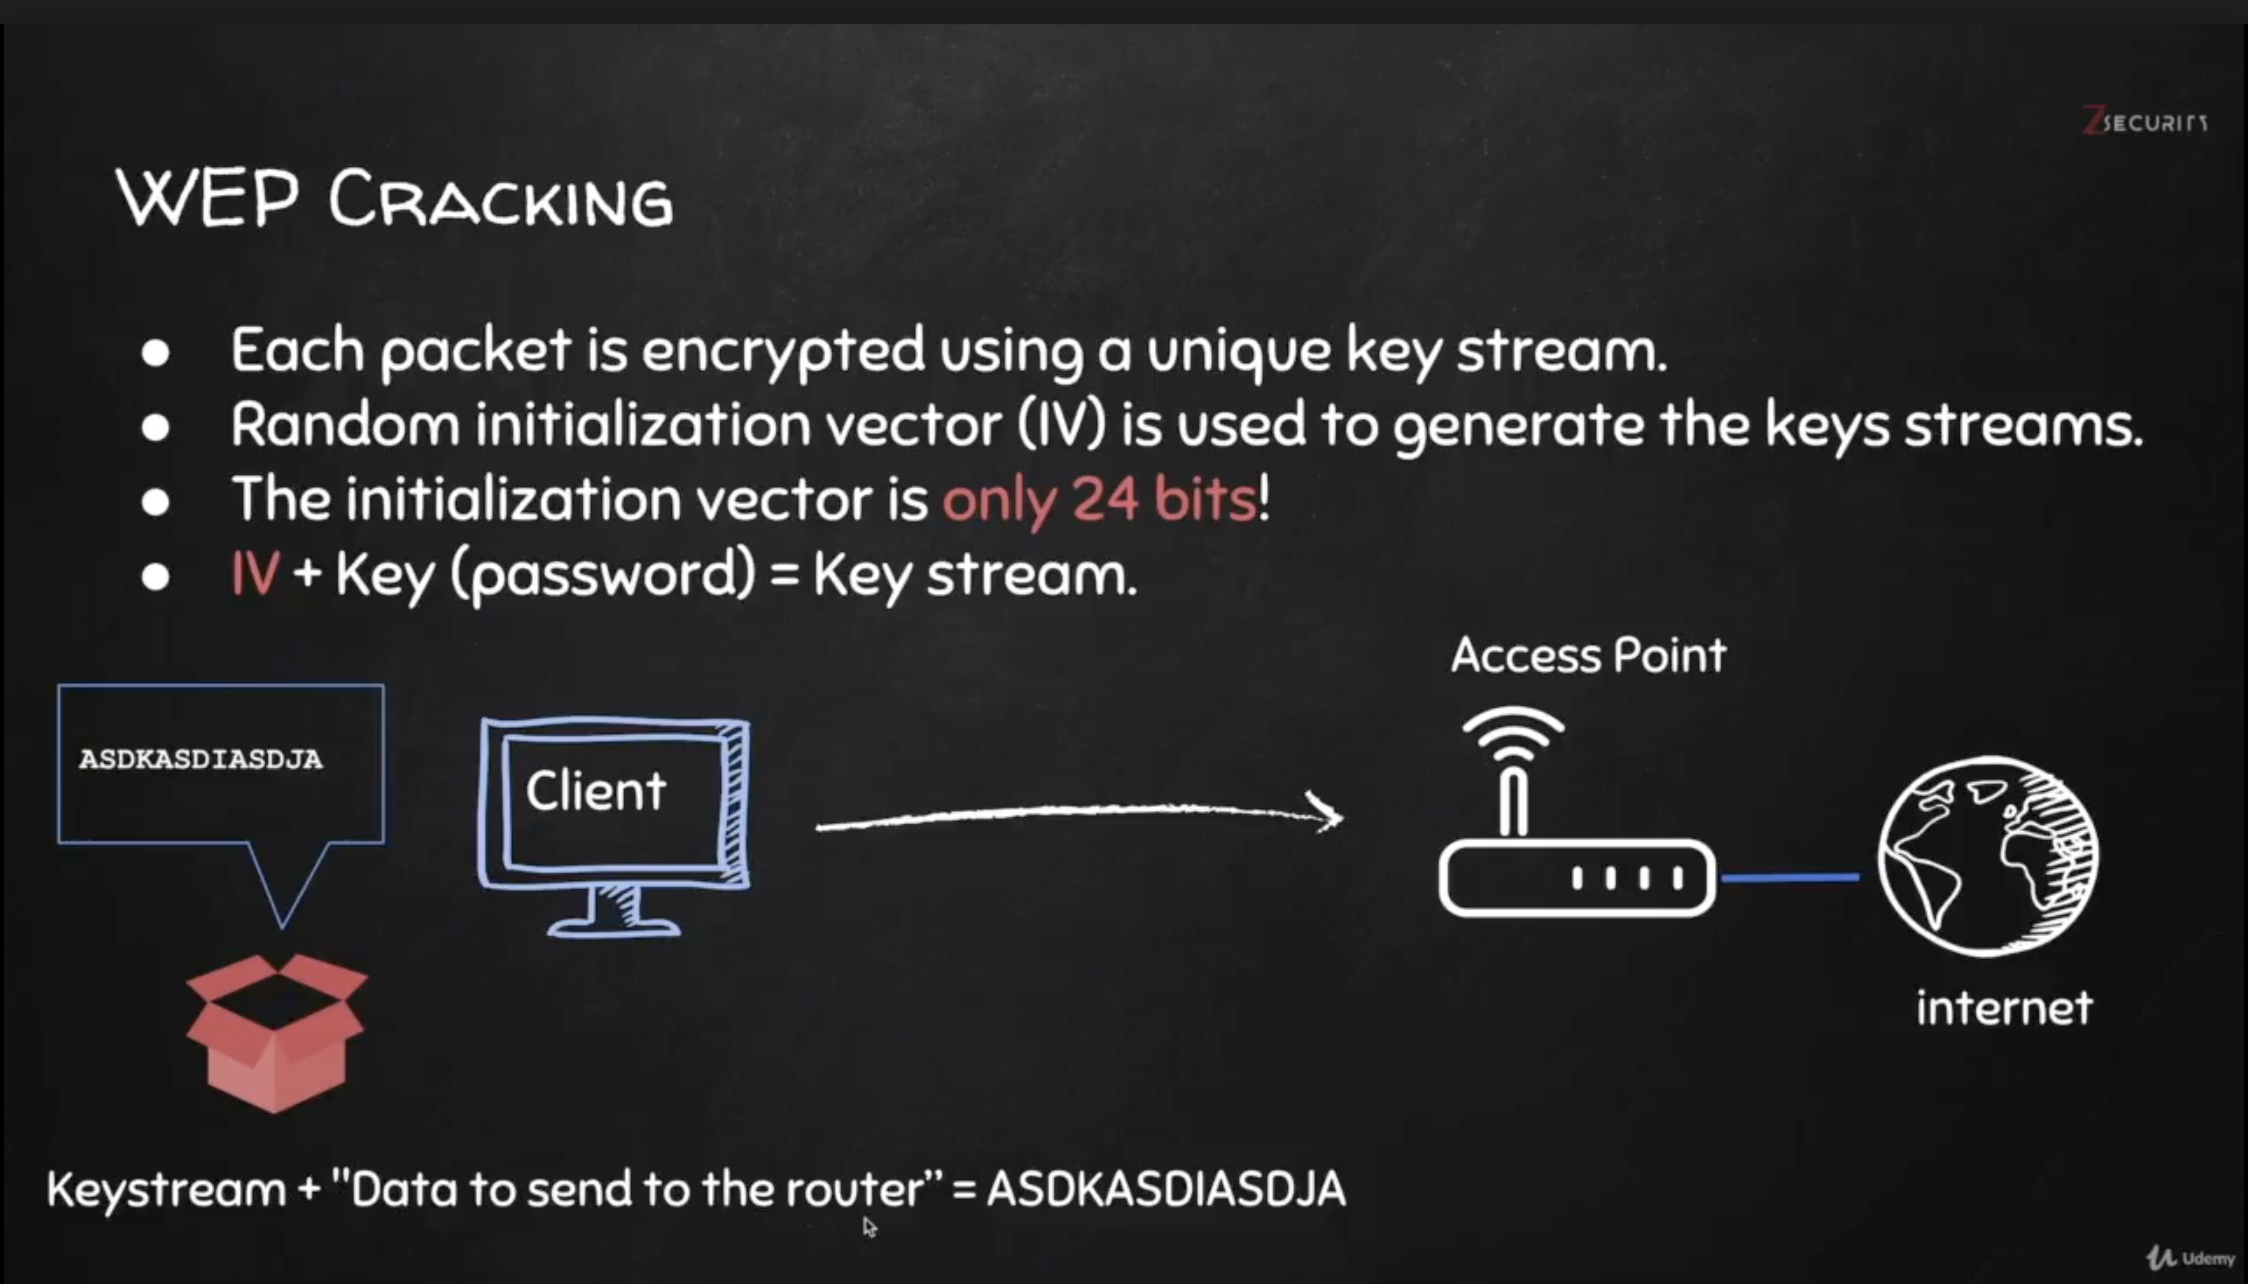 ZSECURITY
WEP CRACKING
Each packet is encrypted using a unique key stream.
Random initialization vector (IV) is used to generate the keys streams.
The initialization vector is only 24 bits!
IV + Key (password) = Key stream.
Access Point
ASDKASDIASDJA
Client
internet
Keystream + "Data to send to the router” = ASDKASDIASDJA
Udemy